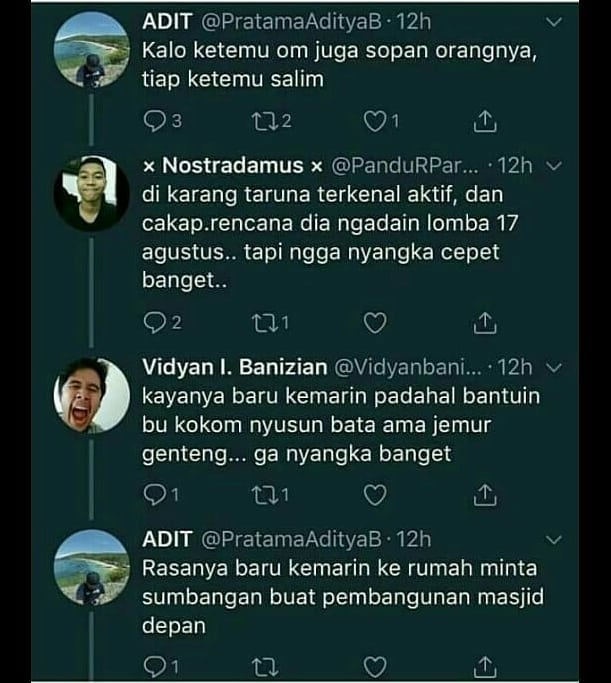 ADIT @PratamaAdityaB · 12h
Kalo ketemu om juga sopan orangnya,
tiap ketemu salim
3 2 1
× Nostradamus × @PanduRPar... · 12h
di karang taruna terkenal aktif, dan
cakap.rencana dia ngadain lomba 17
agustus.. tapi ngga nyangka cepet
banget..
2 1
Vidyan I. Banizian @Vidyanbani... · 12h
kayanya baru kemarin padahal bantuin
bu kokom nyusun bata ama jemur
genteng... ga nyangka banget
1 1
ADIT @PratamaAdityaB · 12h
Rasanya baru kemarin ke rumah minta
sumbangan buat pembangunan masjid
depan
1